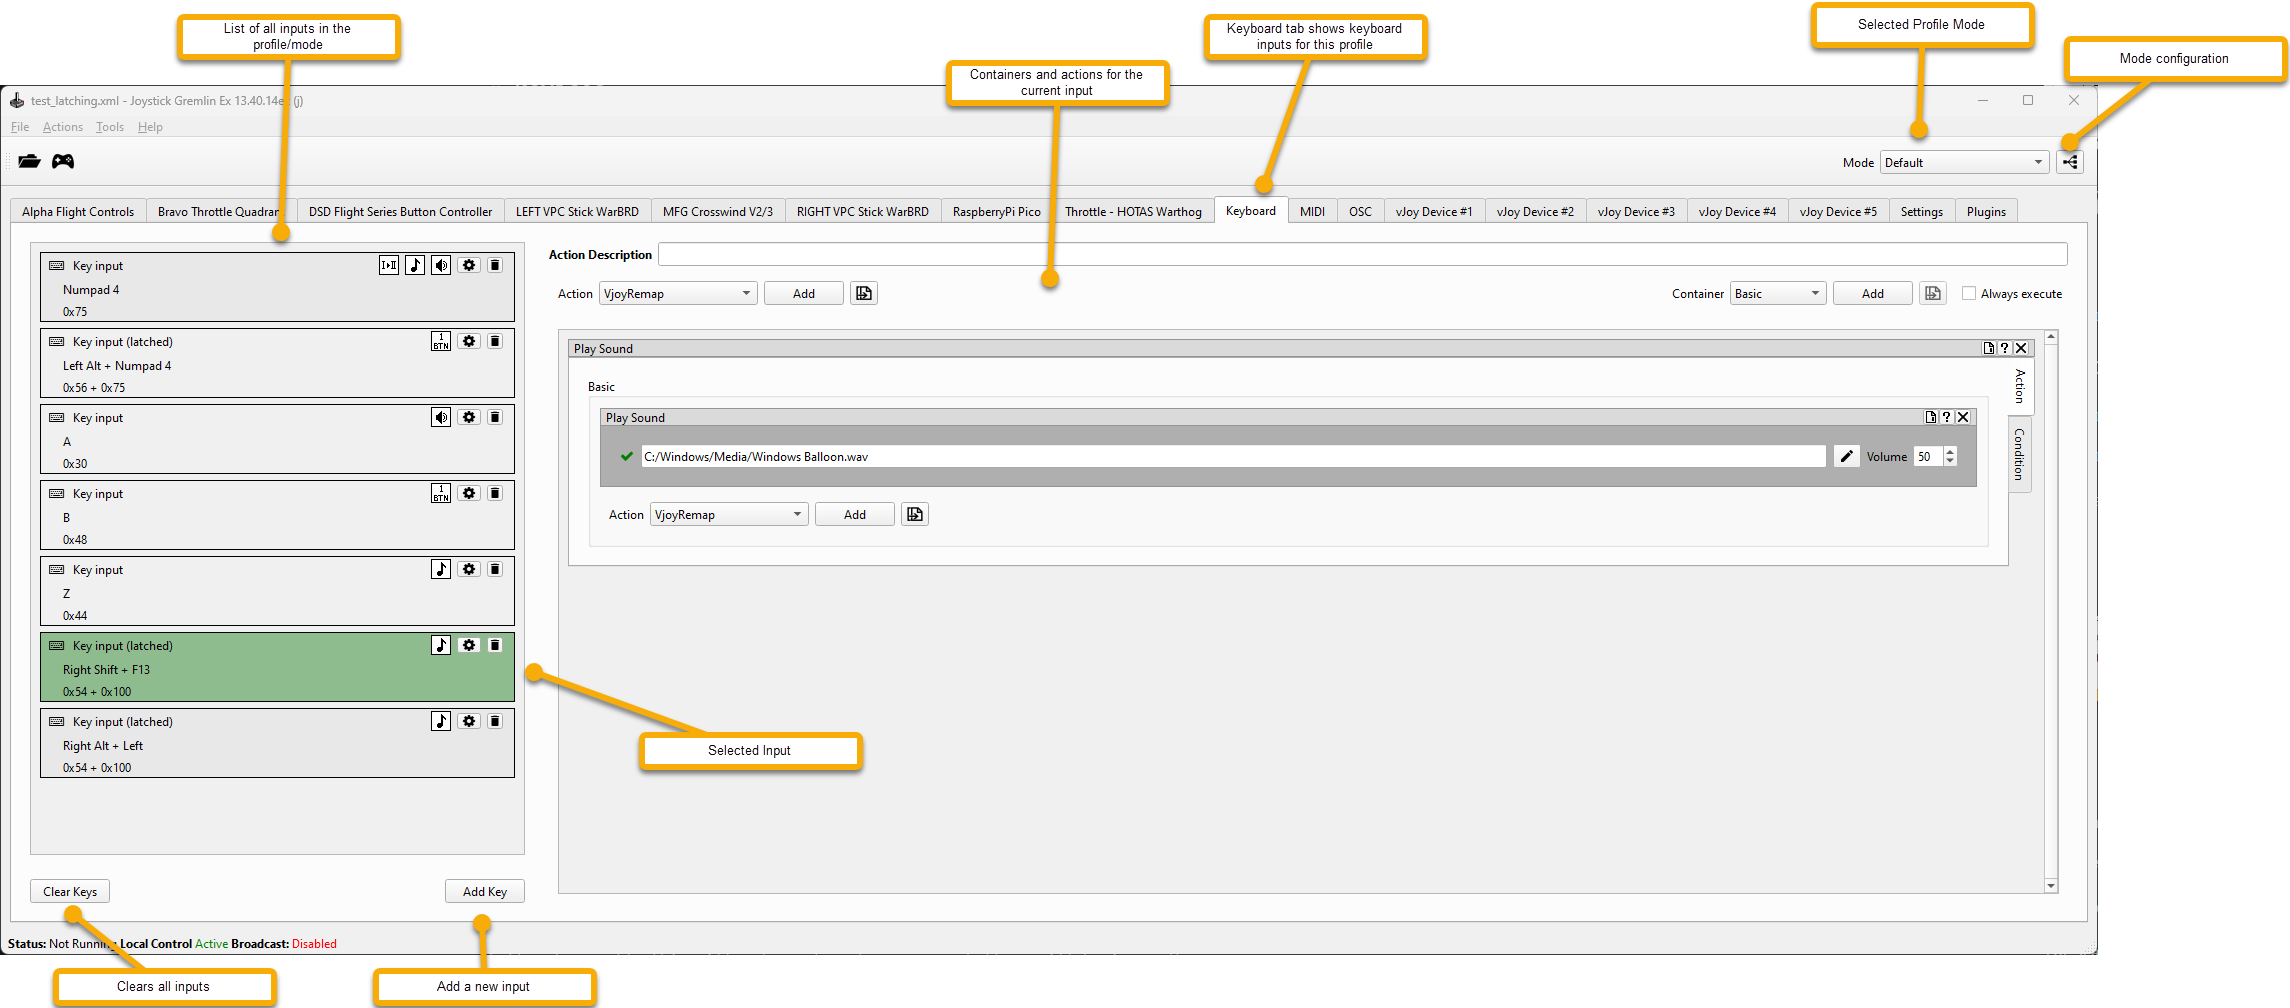 List of all inputs in the
profile/mode
Keyboard tab shows keyboard
inputs for this profile
Selected Profile Mode
Mode configuration
Containers and actions for the
current input
test_latching.xml - Joystick Gremlin Ex 13.40.14e (j)
File Actions Tools Help
Mode Default
Alpha Flight Controls
Bravo Throttle Quadran
DSD Flight Series Button Controller
LEFT VPC Stick WarBRD
MFG Crosswind V2/3
RIGHT VPC Stick WarBRD
RaspberryPi Pico
Throttle - HOTAS Warthog
Keyboard
MIDI
OSC
vJoy Device #1
vJoy Device #2
vJoy Device #3
vJoy Device #4
vJoy Device #5
Settings
Plugins
Key input
Numpad 4
0x75
Key input (latched)
1
BTN
Left Alt + Numpad 4
0x56 + 0x75
Key input
A
0x30
Key input
1
BTN
B
0x48
Key input
Z
0x44
Key input (latched)
Right Shift + F13
0x54 + 0x100
Key input (latched)
Right Alt + Left
0x54 + 0x100
Clear Keys
Add Key
Action Description
Action VjoyRemap Add
Container Basic Add Always execute
Play Sound
Action
Condition
Basic
Play Sound
C:/Windows/Media/Windows Balloon.wav
Volume 50
Action VjoyRemap Add
Selected Input
Status: Not Running Local Control Active Broadcast: Disabled
Clears all inputs
Add a new input